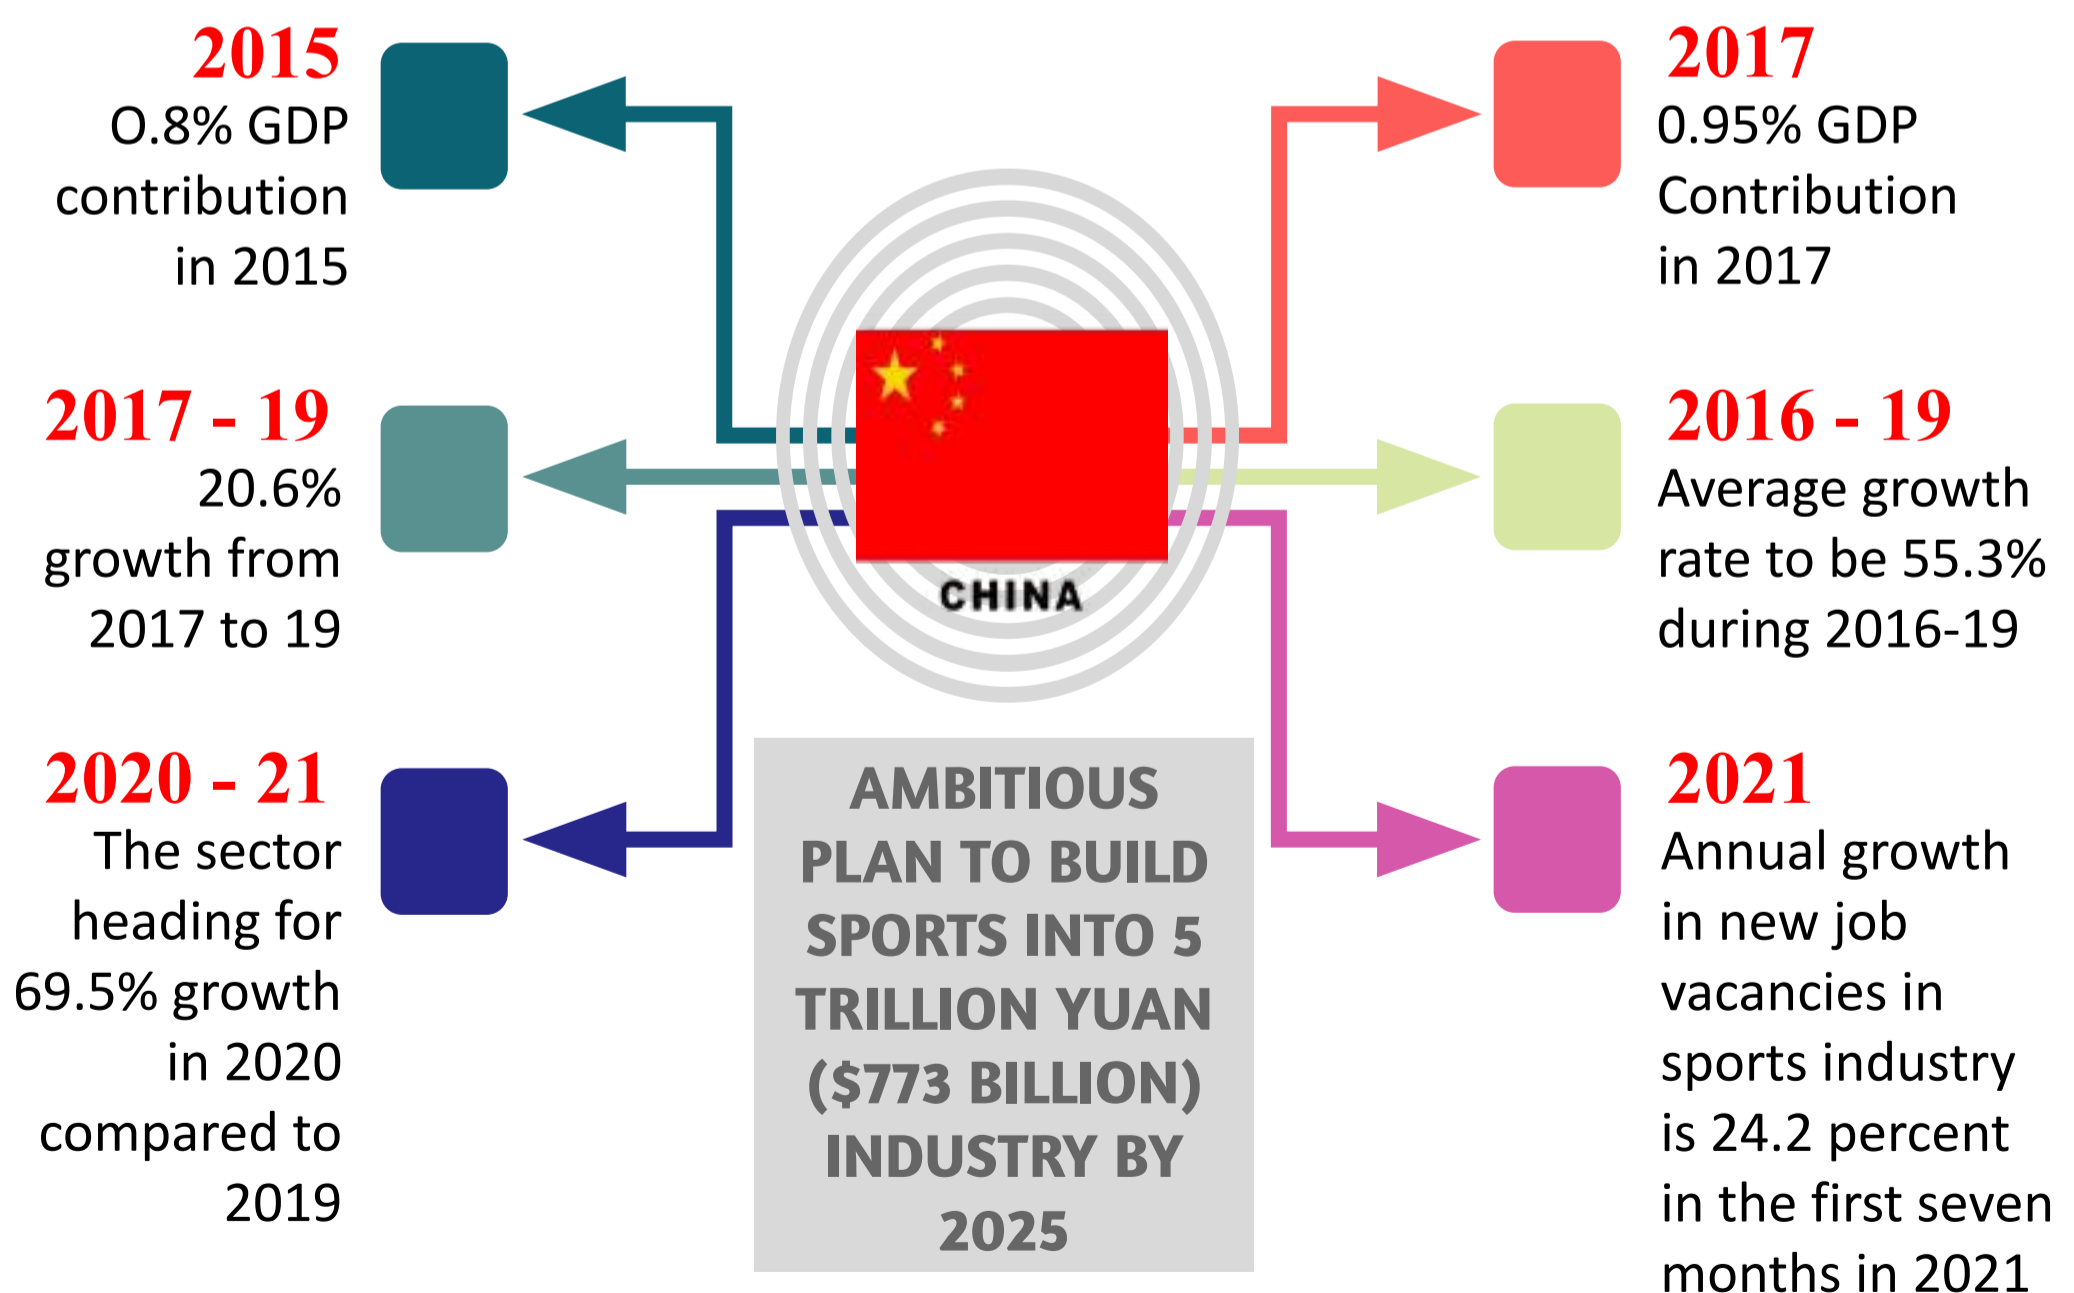 2015
O.8% GDP
contribution
in 2015
2017 - 19
20.6%
growth from
2017 to 19
2020 - 21
The sector
heading for
69.5% growth
in 2020
compared to
2019
CHINA
AMBITIOUS
PLAN TO BUILD
SPORTS INTO 5
TRILLION YUAN
($773 BILLION)
INDUSTRY BY
2025
2017
0.95% GDP
Contribution
in 2017
2016 - 19
Average growth
rate to be 55.3%
during 2016-19
2021
Annual growth
in new job
vacancies in
sports industry
is 24.2 percent
in the first seven
months in 2021